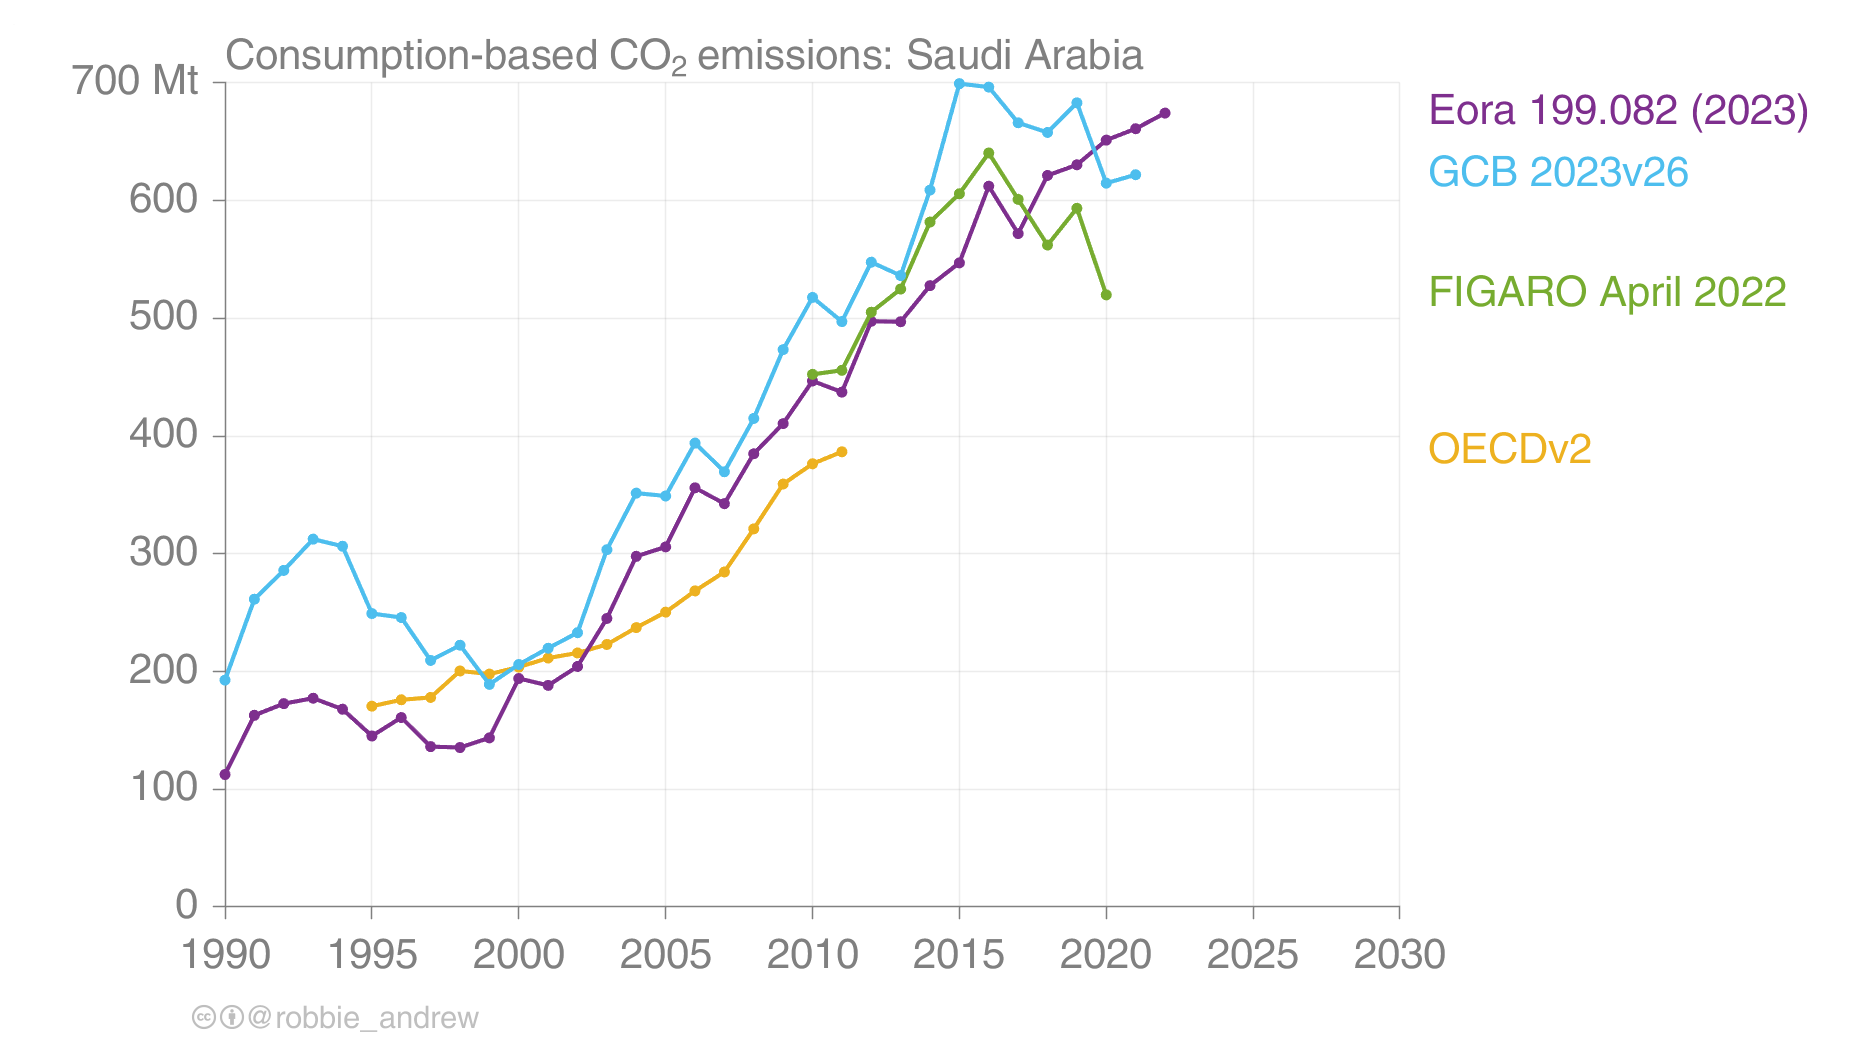 Consumption-based CO₂ emissions: Saudi Arabia
700 Mt
600
500
400
300
200
100
0
1990 1995 2000 2005 2010 2015 2020 2025 2030
Eora 199.082 (2023)
GCB 2023v26
FIGARO April 2022
OECDv2
cc @robbie_andrew